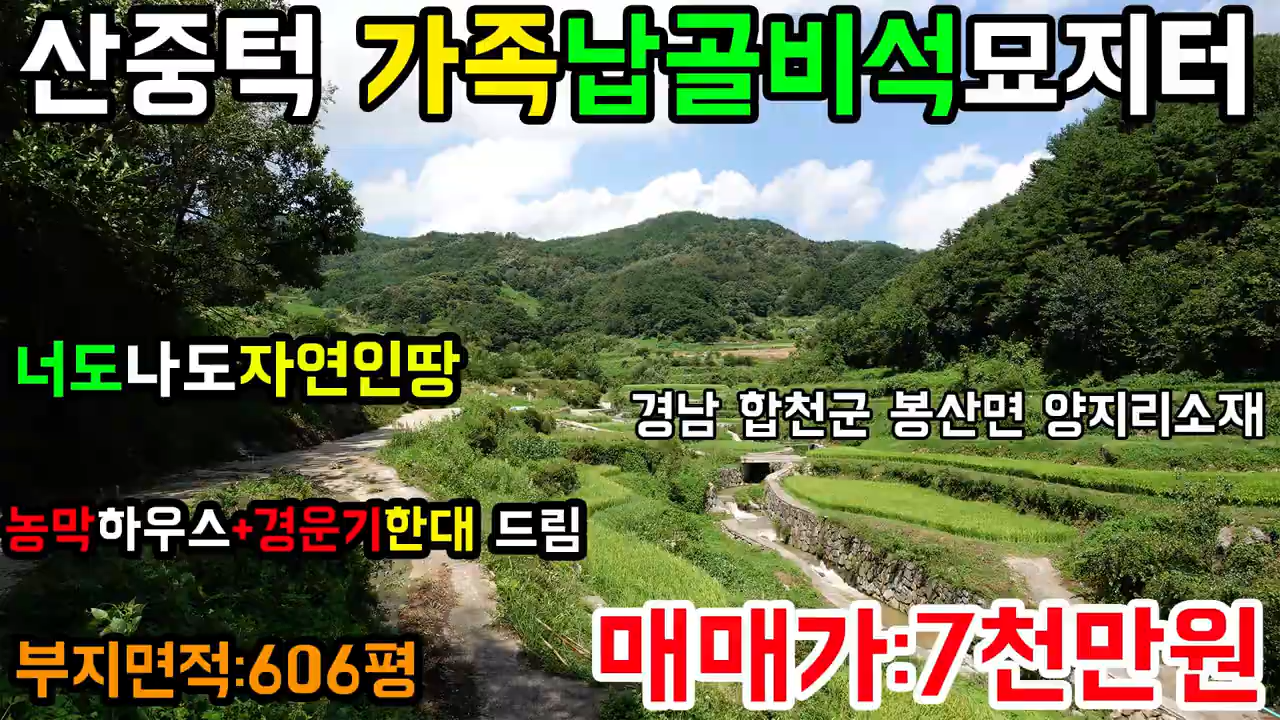 산중턱 가족납골비석묘지터
너도나도자연인땅
경남 합천군 봉산면 양지리소재
농막하우스+경운기한대 드림
부지면적:606평
매매가:7천만원